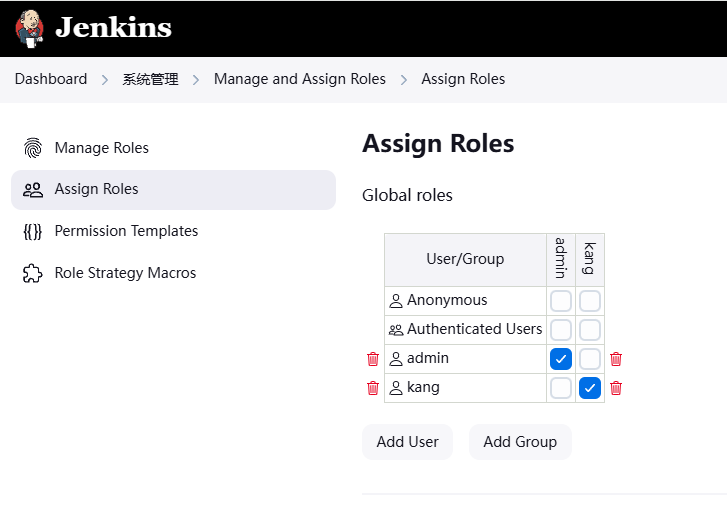 Jenkins
Dashboard > 系统管理 > Manage and Assign Roles > Assign Roles
Manage Roles
Assign Roles
Permission Templates
Role Strategy Macros
Assign Roles
Global roles
User/Group admin kang
Anonymous
Authenticated Users
admin
kang
Add User Add Group